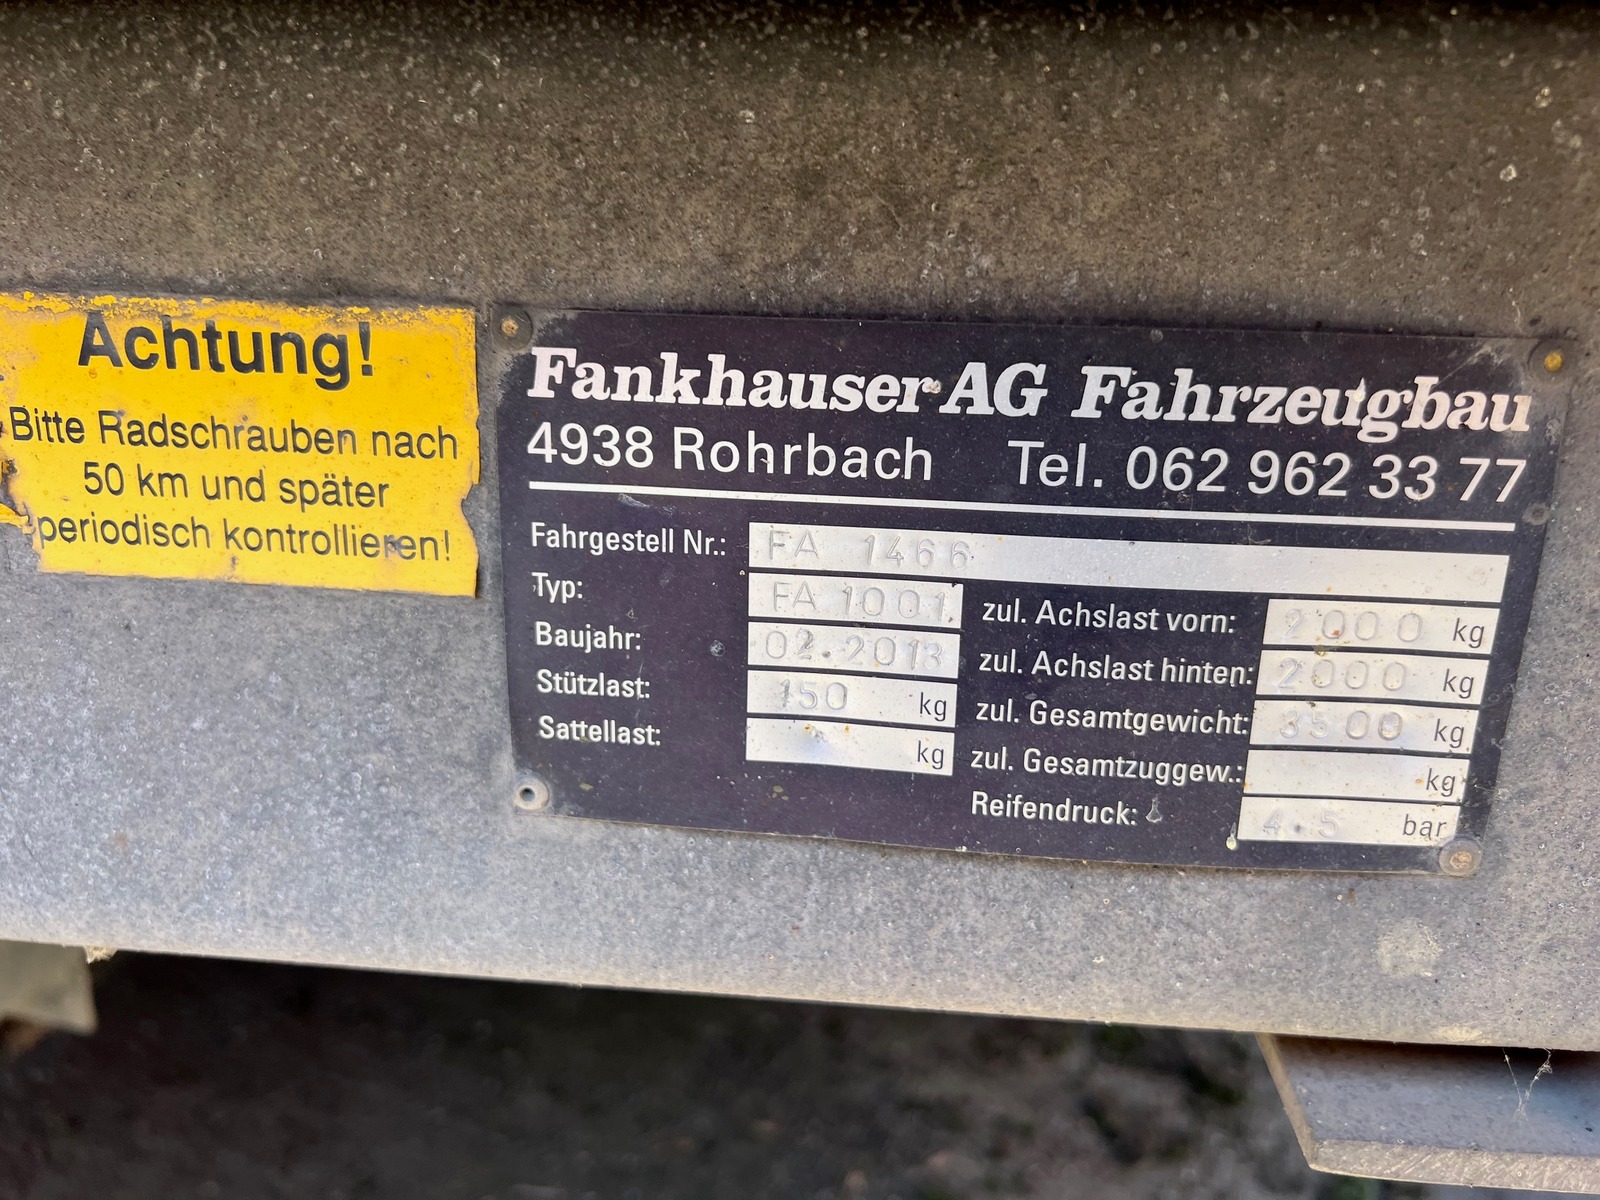 Achtung!
Bitte Radschrauben nach
50 km und später
periodisch kontrollieren!
Fankhauser AG Fahrzeugbau
4938 Rohrbach Tel. 062 962 33 77
Fahrgestell Nr.: FA 1466
Typ: FA 1001
Baujahr: 02.2013
Stützlast: 150 kg
Sattellast: kg
zul. Achslast vorn: 2000 kg
zul. Achslast hinten: 2000 kg
zul. Gesamtgewicht: 3500 kg
zul. Gesamtzuggew.: kg
Reifendruck: 4.5 bar